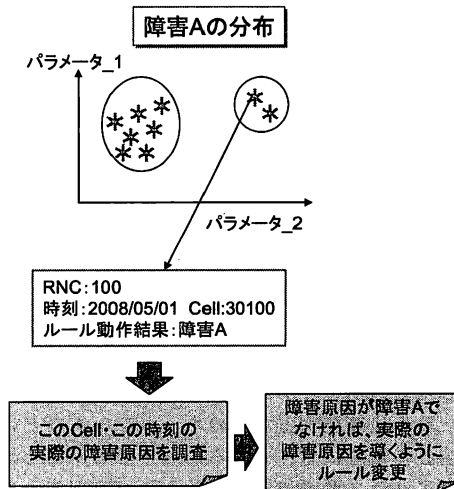 障害Aの分布
パラメータ_1
パラメータ_2
RNC:100
時刻:2008/05/01 Cell:30100
ルール動作結果:障害A
このCell・この時刻の
実際の障害原因を調査
障害原因が障害Aで
なければ、実際の
障害原因を導くように
ルール変更